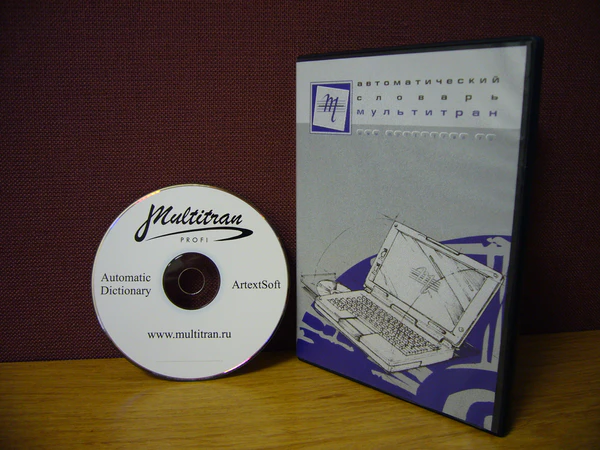 Multitran
PROFI
Automatic
Dictionary
ArtextSoft
www.multitran.ru
m
автоматический
словарь
мультитран